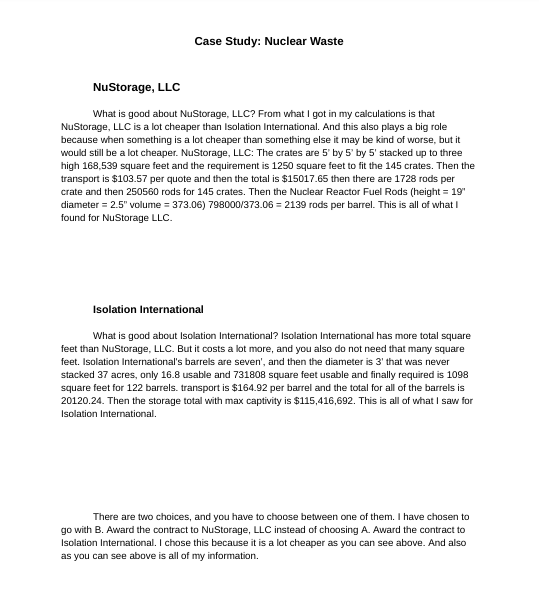 Case Study: Nuclear Waste
NuStorage, LLC
What is good about NuStorage, LLC? From what I got in my calculations is that
NuStorage, LLC is a lot cheaper than Isolation International. And this also plays a big role
because when something is a lot cheaper than something else it may be kind of worse, but it
would still be a lot cheaper. NuStorage, LLC: The crates are 5' by 5' by 5' stacked up to three
high 168,539 square feet and the requirement is 1250 square feet to fit the 145 crates. Then the
transport is $103.57 per quote and then the total is $15017.65 then there are 1728 rods per
crate and then 250560 rods for 145 crates. Then the Nuclear Reactor Fuel Rods (height = 19”
diameter = 2.5” volume = 373.06) 798000/373.06 = 2139 rods per barrel. This is all of what I
found for NuStorage LLC.
Isolation International
What is good about Isolation International? Isolation International has more total square
feet than NuStorage, LLC. But it costs a lot more, and you also do not need that many square
feet. Isolation International's barrels are seven', and then the diameter is 3' that was never
stacked 37 acres, only 16.8 usable and 731808 square feet usable and finally required is 1098
square feet for 122 barrels. transport is $164.92 per barrel and the total for all of the barrels is
20120.24. Then the storage total with max captivity is $115,416,692. This is all of what I saw for
Isolation International.
There are two choices, and you have to choose between one of them. I have chosen to
go with B. Award the contract to NuStorage, LLC instead of choosing A. Award the contract to
Isolation International. I chose this because it is a lot cheaper as you can see above. And also
as you can see above is all of my information.